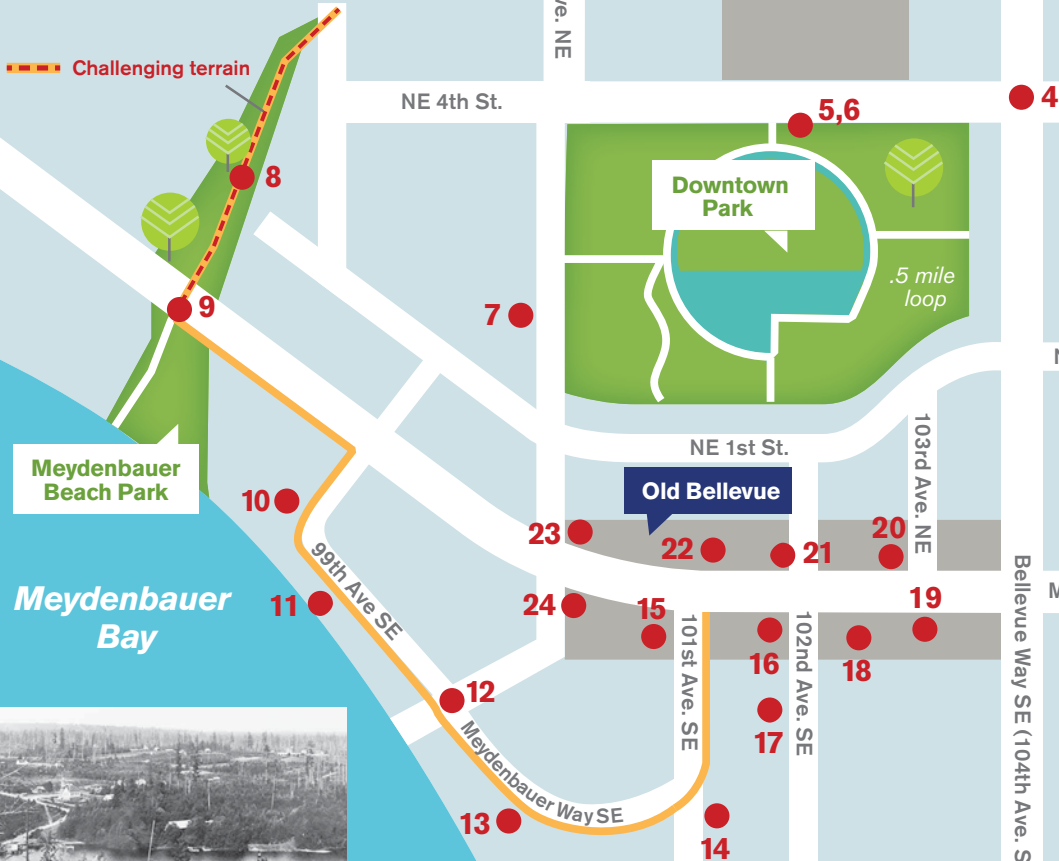 ve. NE
Challenging terrain
NE 4th St.
4
5,6
8
Downtown
Park
.5 mile
loop
9
7
N
NE 1st St.
103rd Ave. NE
Meydenbauer
Beach Park
Old Bellevue
10
23
22
21
20
99th Ave SE
Meydenbauer
Bay
11
24
15
19
M
101st Ave. SE
16
102nd Ave. SE
18
Bellevue Way SE (104th Ave. S
12
17
Meydenbauer Way SE
13
14